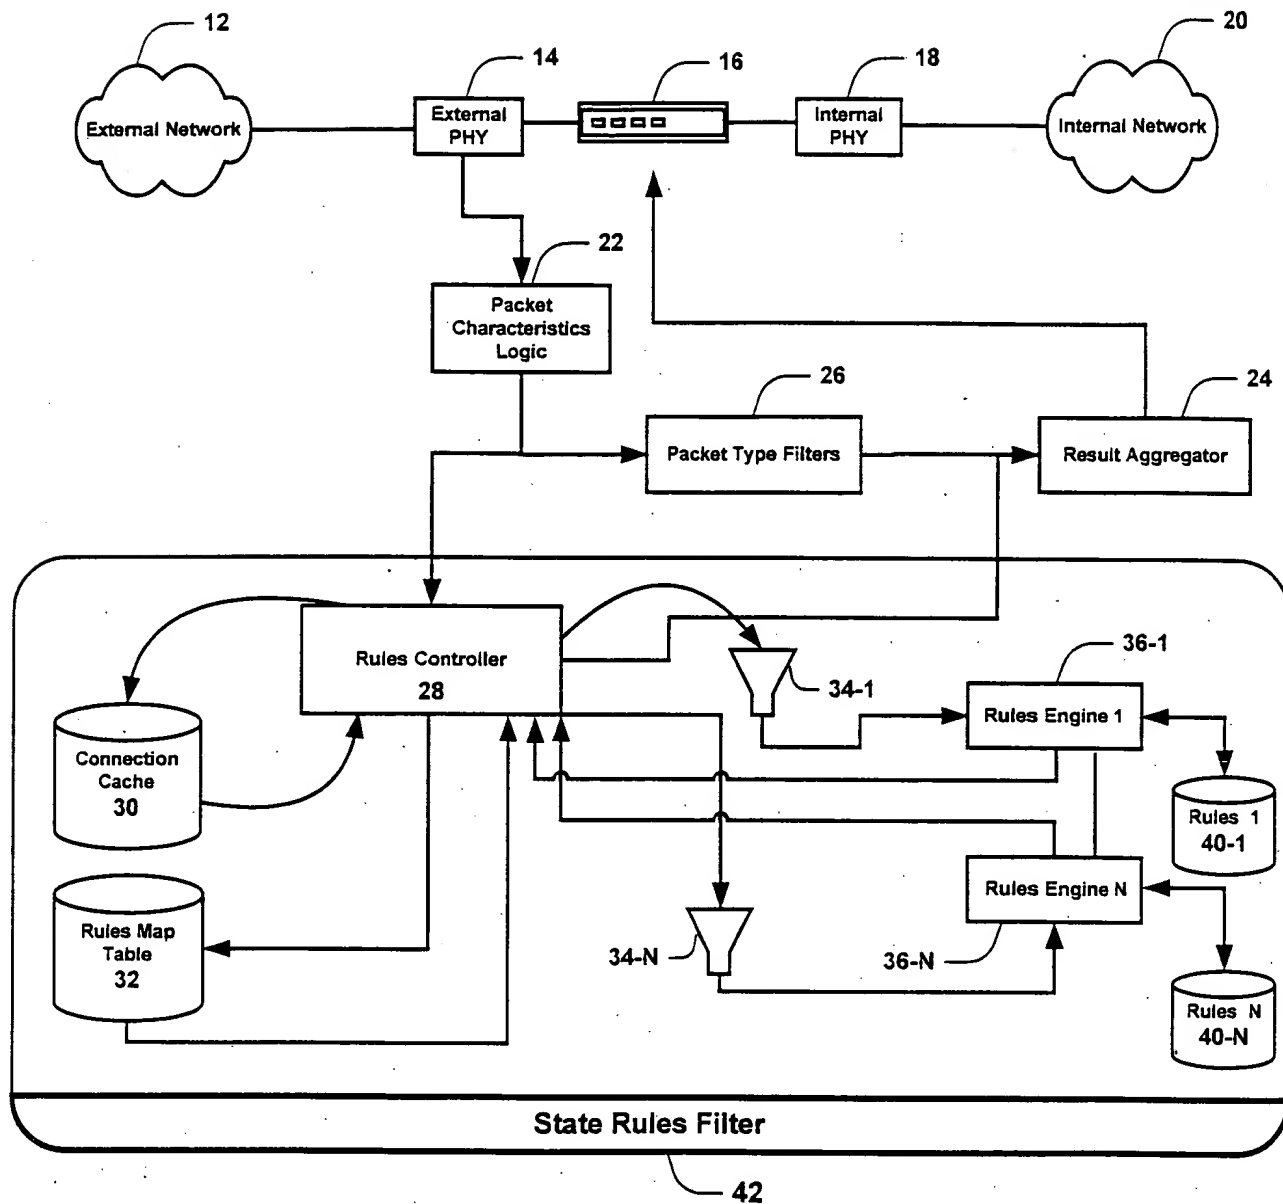 12
14
16
18
20
External Network
External
PHY
Internal
PHY
Internal Network
22
Packet
Characteristics
Logic
26
24
Packet Type Filters
Result Aggregator
Rules Controller
28
34-1
36-1
Rules Engine 1
Connection
Cache
30
Rules 1
40-1
Rules Engine N
Rules Map
Table
32
34-N
36-N
Rules N
40-N
State Rules Filter
42